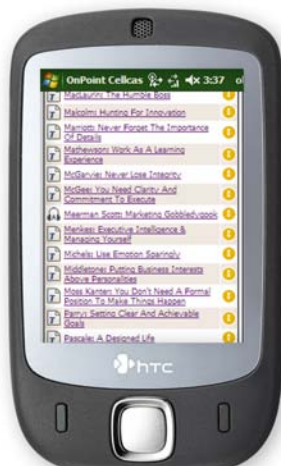 OnPoint Cellcas 3:37 ol
MacLaurin: The Humble Boss
Malcolm: Hunting For Innovation
Marriott: Never Forget The Importance
Of Details
Mathewson: Work As A Learning
Experience
McGarvie: Never Lose Integrity
McGee: You Need Clarity And
Commitment To Execute
Meerman Scott: Marketing Gobbledygook
Menkes: Executive Intelligence &
Managing Yourself
Michels: Use Emotion Sparingly
Middleton: Putting Business Interests
Above Personalities
Moss Kanter: You Don't Need A Formal
Position To Make Things Happen
Parry: Setting Clear And Achievable
Goals
Pascale: A Designed Life
hTC